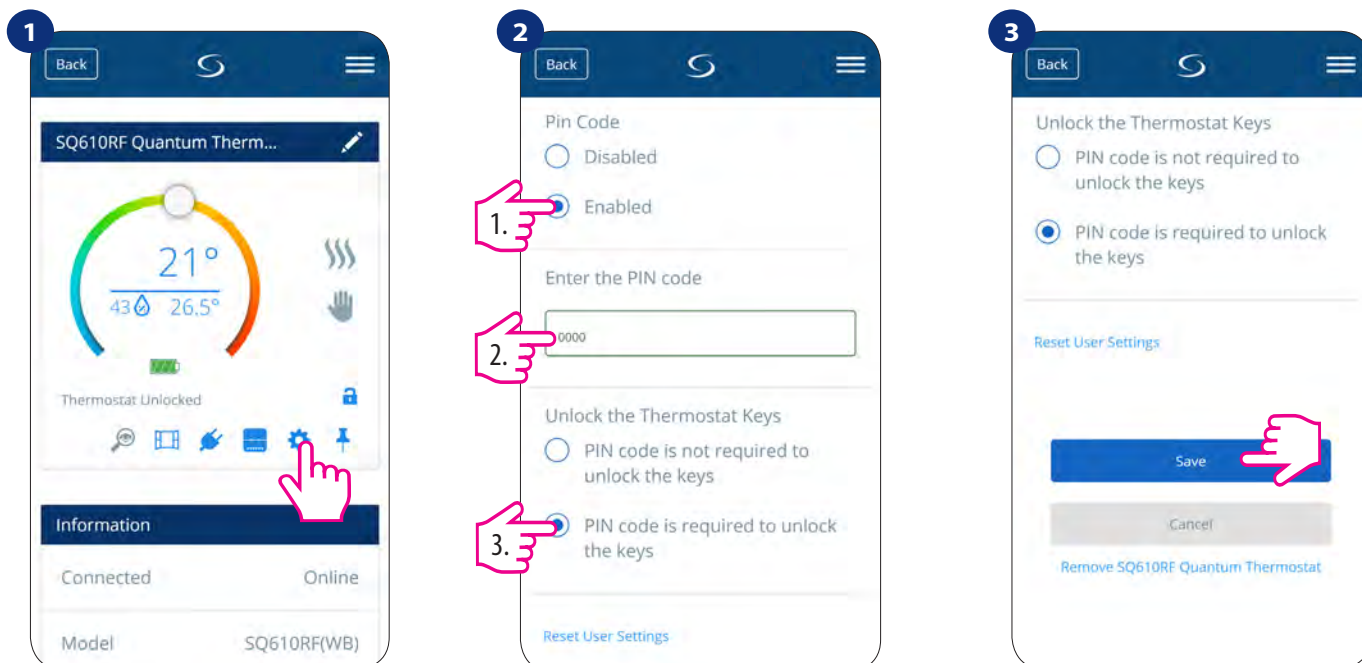 1
Back
SQ610RF Quantum Therm...
21°
43 26.5°
Thermostat Unlocked
Information
Connected Online
Model SQ610RF(WB)
2
Back
Pin Code
Disabled
1. Enabled
Enter the PIN code
2. 0000
Unlock the Thermostat Keys
PIN code is not required to
unlock the keys
3. PIN code is required to unlock
the keys
Reset User Settings
3
Back
Unlock the Thermostat Keys
PIN code is not required to
unlock the keys
PIN code is required to unlock
the keys
Reset User Settings
Save
Cancel
Remove SQ610RF Quantum Thermostat